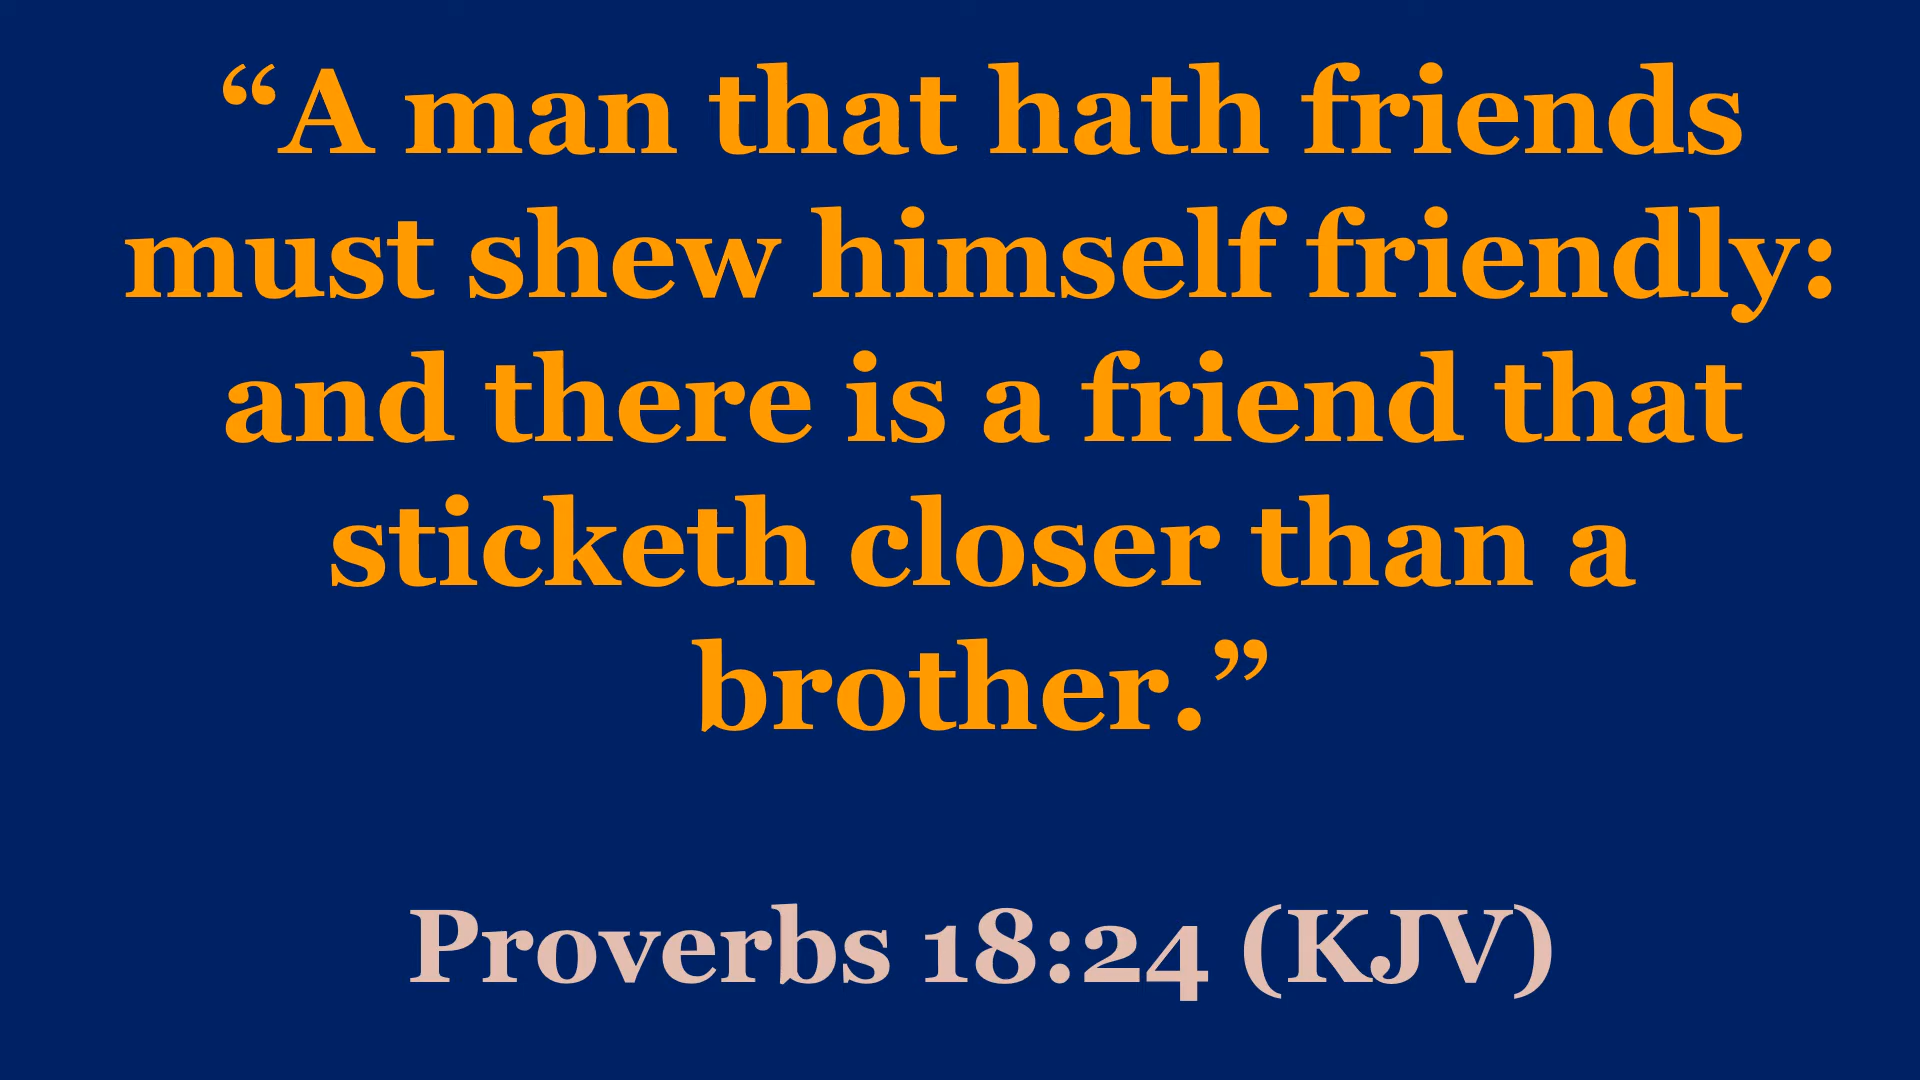 “A man that hath friends
must shew himself friendly:
and there is a friend that
sticketh closer than a
brother.”
Proverbs 18:24 (KJV)